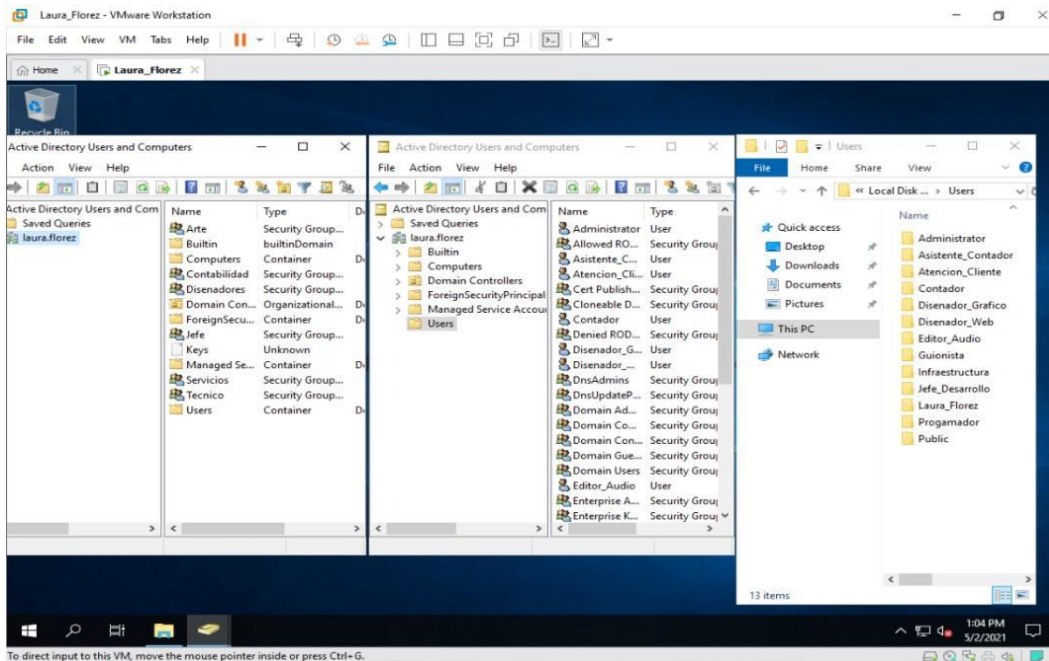 Laura_Florez - VMware Workstation
File Edit View VM Tabs Help
Home
Laura_Florez
Recycle Bin
Active Directory Users and Computers
Action View Help
Active Directory Users and Com
Saved Queries
laura.florez
Name Type
Arte Security Group...
Builtin builtinDomain
Computers Container
Contabilidad Security Group...
Disenadores Security Group...
Domain Con... Organizational...
ForeignSecu... Container
Jefe Security Group...
Keys Unknown
Managed Se... Container
Servicios Security Group...
Tecnico Security Group...
Users Container
Active Directory Users and Computers
File Action View Help
Active Directory Users and Com
Saved Queries
laura.florez
Builtin
Computers
Domain Controllers
ForeignSecurityPrincipal
Managed Service Accou
Users
Name Type
Administrator User
Allowed RO... Security Group
Asistente_C... User
Atencion_Cli... User
Cert Publish... Security Group
Cloneable D... Security Group
Contador User
Denied ROD... Security Group
Disenador_G... User
Disenador_... User
DnsAdmins Security Group
DnsUpdateP... Security Group
Domain Ad... Security Group
Domain Co... Security Group
Domain Con... Security Group
Domain Gue... Security Group
Domain Users Security Group
Editor_Audio User
Enterprise A... Security Group
Enterprise K... Security Group
Users
File Home Share View
« Local Disk ... > Users
Quick access
Desktop
Downloads
Documents
Pictures
This PC
Network
Name
Administrator
Asistente_Contador
Atencion_Cliente
Contador
Disenador_Grafico
Disenador_Web
Editor_Audio
Guionista
Infraestructura
Jefe_Desarrollo
Laura_Florez
Progamador
Public
13 items
1:04 PM
5/2/2021
To direct input to this VM, move the mouse pointer inside or press Ctrl+G.